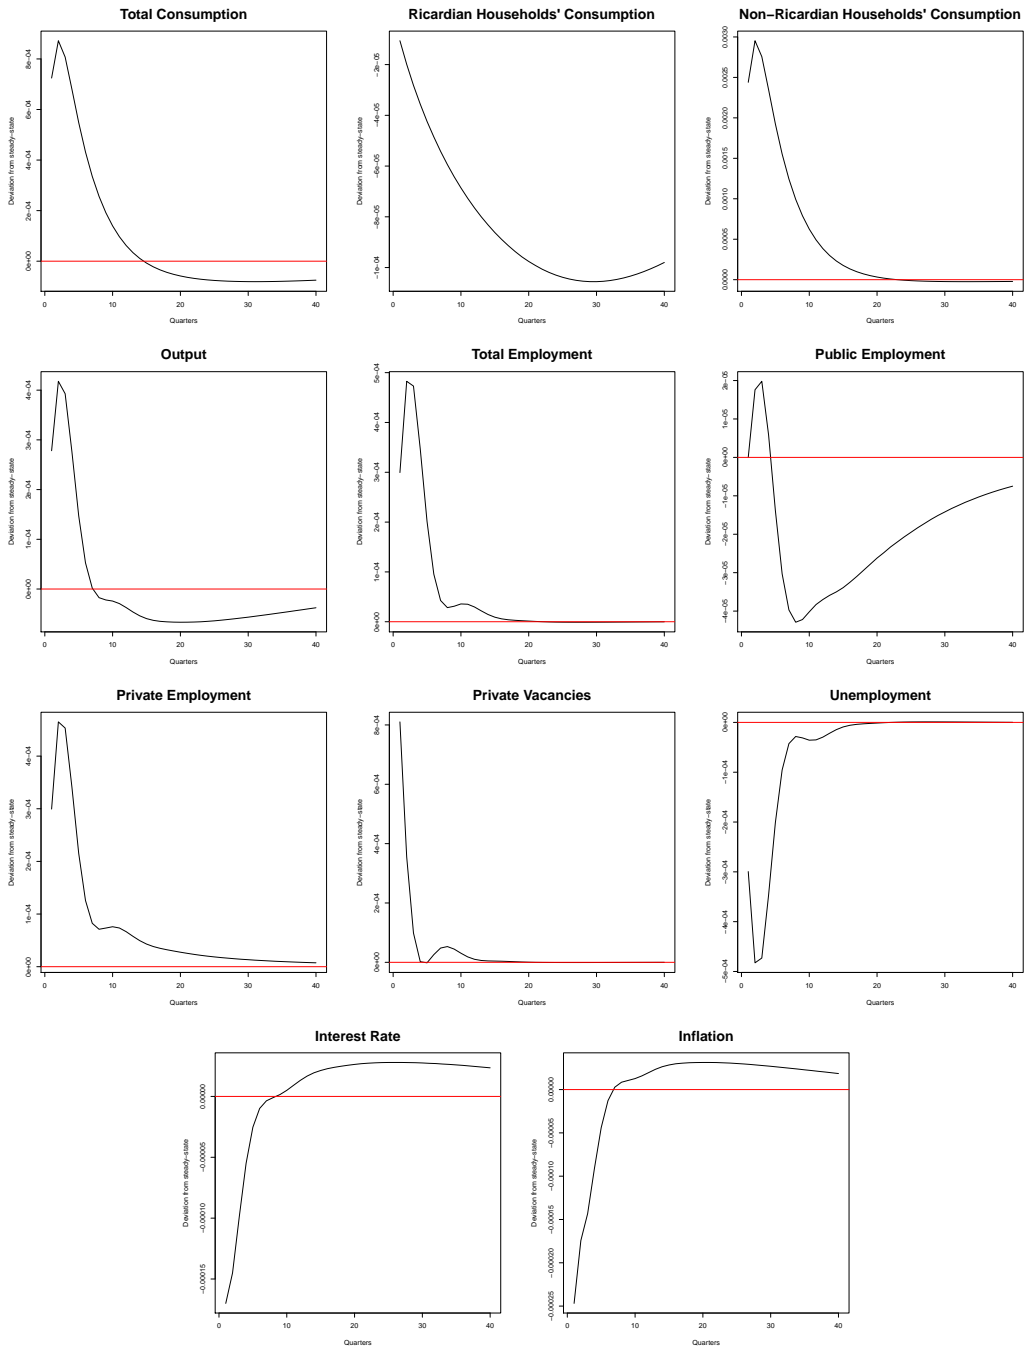 Total Consumption
Ricardian Households' Consumption
Non−Ricardian Households' Consumption
Deviation from steady−state
0e+00 2e−04 4e−04 6e−04 8e−04
0 10 20 30 40
Quarters
Deviation from steady−state
−1e−04 −8e−05 −6e−05 −4e−05 −2e−05
0 10 20 30 40
Quarters
Deviation from steady−state
0.0000 0.0005 0.0010 0.0015 0.0020 0.0025 0.0030
0 10 20 30 40
Quarters
Output
Total Employment
Public Employment
Deviation from steady−state
0e+00 1e−04 2e−04 3e−04 4e−04
0 10 20 30 40
Quarters
Deviation from steady−state
0e+00 1e−04 2e−04 3e−04 4e−04 5e−04
0 10 20 30 40
Quarters
Deviation from steady−state
−4e−05 −3e−05 −2e−05 −1e−05 0e+00 1e−05 2e−05
0 10 20 30 40
Quarters
Private Employment
Private Vacancies
Unemployment
Deviation from steady−state
0e+00 1e−04 2e−04 3e−04 4e−04
0 10 20 30 40
Quarters
Deviation from steady−state
0e+00 2e−04 4e−04 6e−04 8e−04
0 10 20 30 40
Quarters
Deviation from steady−state
−5e−04 −4e−04 −3e−04 −2e−04 −1e−04 0e+00
0 10 20 30 40
Quarters
Interest Rate
Inflation
Deviation from steady−state
−0.00015 −0.00010 −0.00005 0.00000
0 10 20 30 40
Quarters
Deviation from steady−state
−0.00025 −0.00020 −0.00015 −0.00010 −0.00005 0.00000
0 10 20 30 40
Quarters